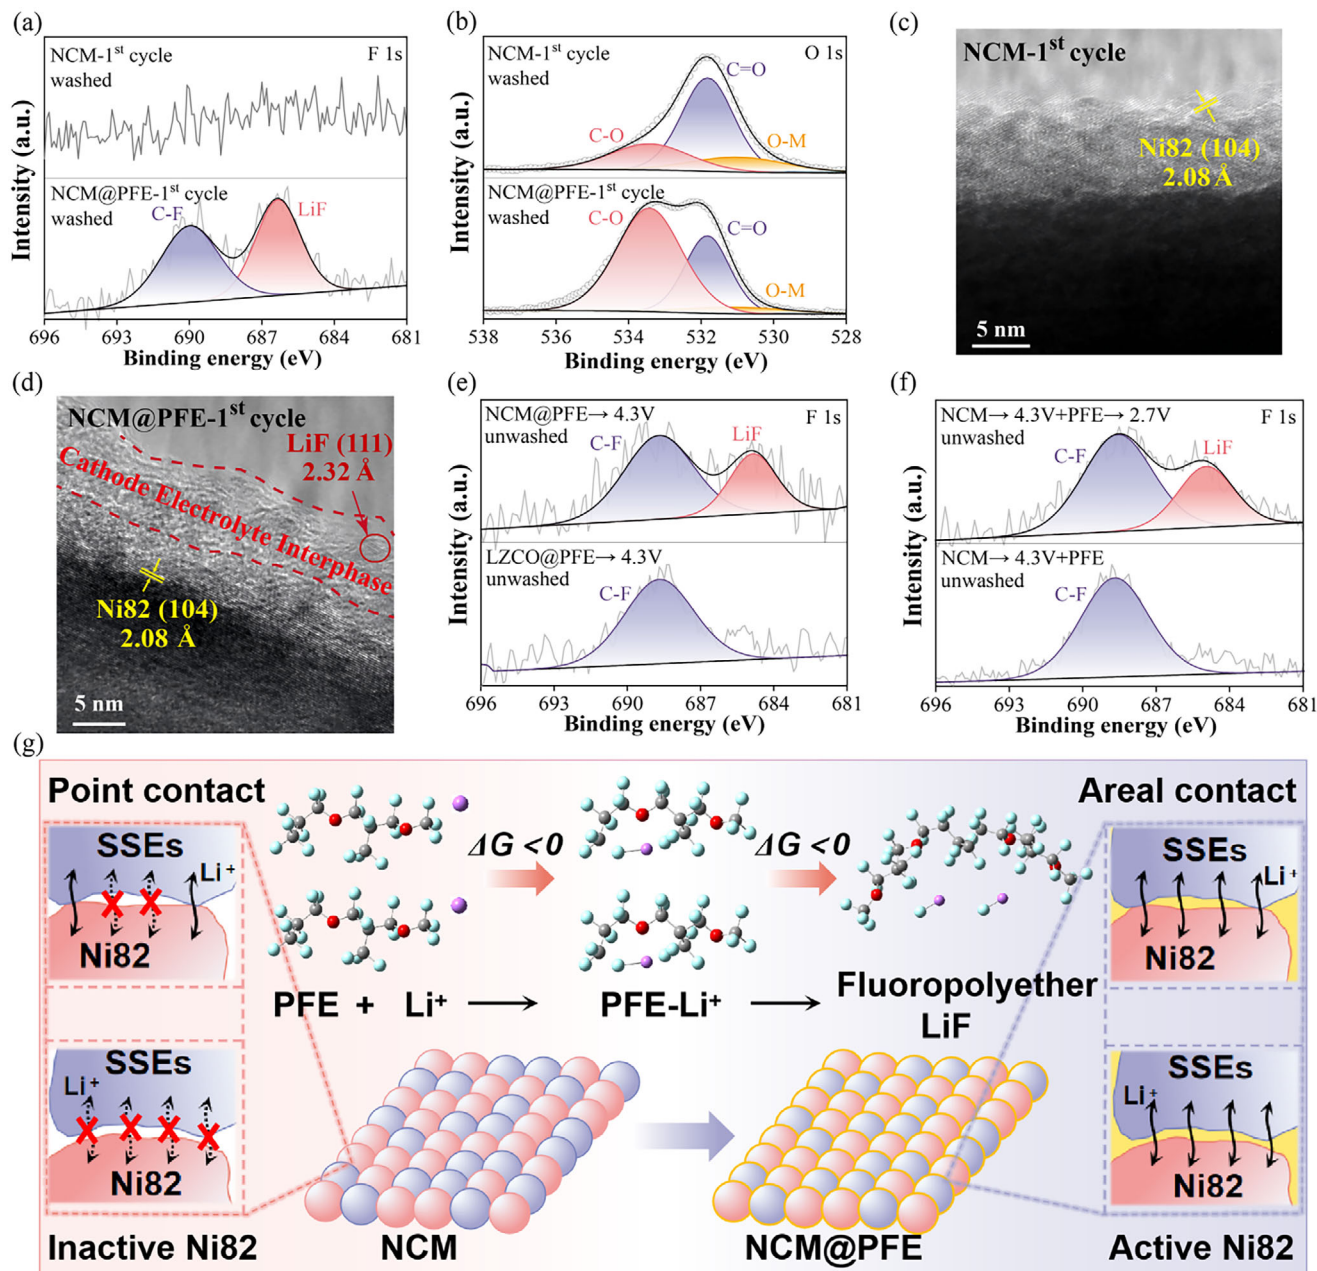 (a)
NCM-1st cycle
washed
F 1s
NCM@PFE-1st cycle
washed
C-F
LiF
Intensity (a.u.)
696 693 690 687 684 681
Binding energy (eV)
(b)
NCM-1st cycle
washed
O 1s
C=O
C-O
O-M
NCM@PFE-1st cycle
washed
C-O
C=O
O-M
Intensity (a.u.)
538 536 534 532 530 528
Binding energy (eV)
(c)
NCM-1st cycle
Ni82 (104)
2.08 Å
5 nm
(d)
NCM@PFE-1st cycle
LiF (111)
2.32 Å
Cathode Electrolyte Interphase
Ni82 (104)
2.08 Å
5 nm
(e)
NCM@PFE→ 4.3V
unwashed
F 1s
C-F
LiF
LZCO@PFE→ 4.3V
unwashed
C-F
Intensity (a.u.)
696 693 690 687 684 681
Binding energy (eV)
(f)
NCM→ 4.3V+PFE→ 2.7V
unwashed
F 1s
C-F
LiF
NCM→ 4.3V+PFE
unwashed
C-F
Intensity (a.u.)
696 693 690 687 684 681
Binding energy (eV)
(g)
Point contact
SSEs
Li+
Ni82
SSEs
Li+
Ni82
Inactive Ni82
ΔG <0
ΔG <0
PFE + Li+
PFE-Li+
Fluoropolyether
LiF
NCM
NCM@PFE
Areal contact
SSEs
Li+
Ni82
SSEs
Li+
Ni82
Active Ni82